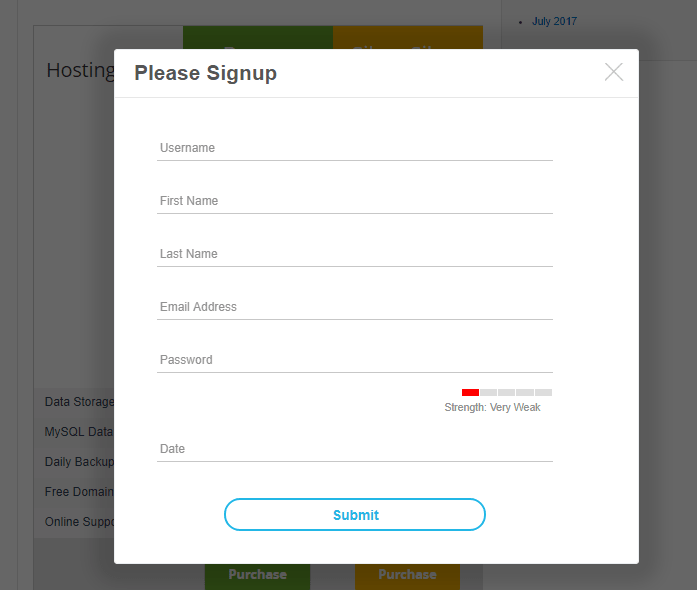 July 2017
Hosting
Please Signup
Username
First Name
Last Name
Email Address
Password
Strength: Very Weak
Date
Submit
Data Storage
MySQL Data
Daily Backup
Free Domain
Online Suppo
Purchase
Purchase